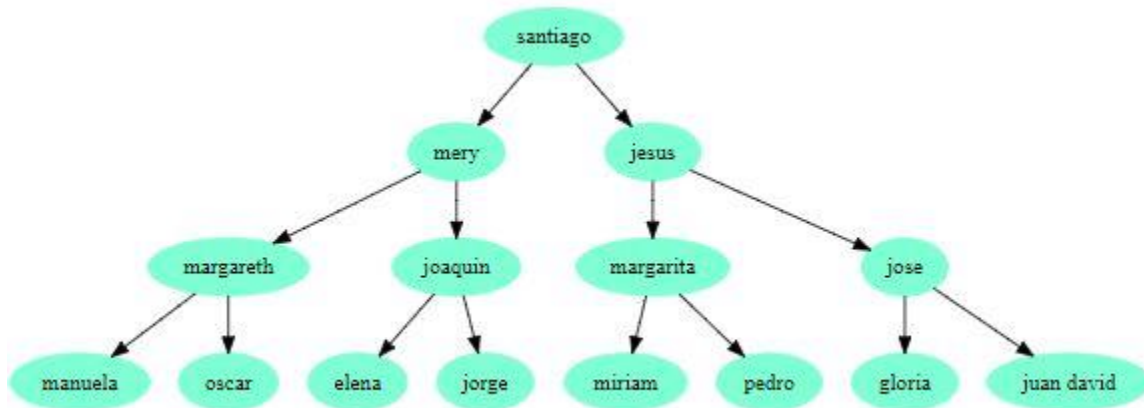 santiago
mery
jesus
margareth
joaquin
margarita
jose
manuela
oscar
elena
jorge
miriam
pedro
gloria
juan david